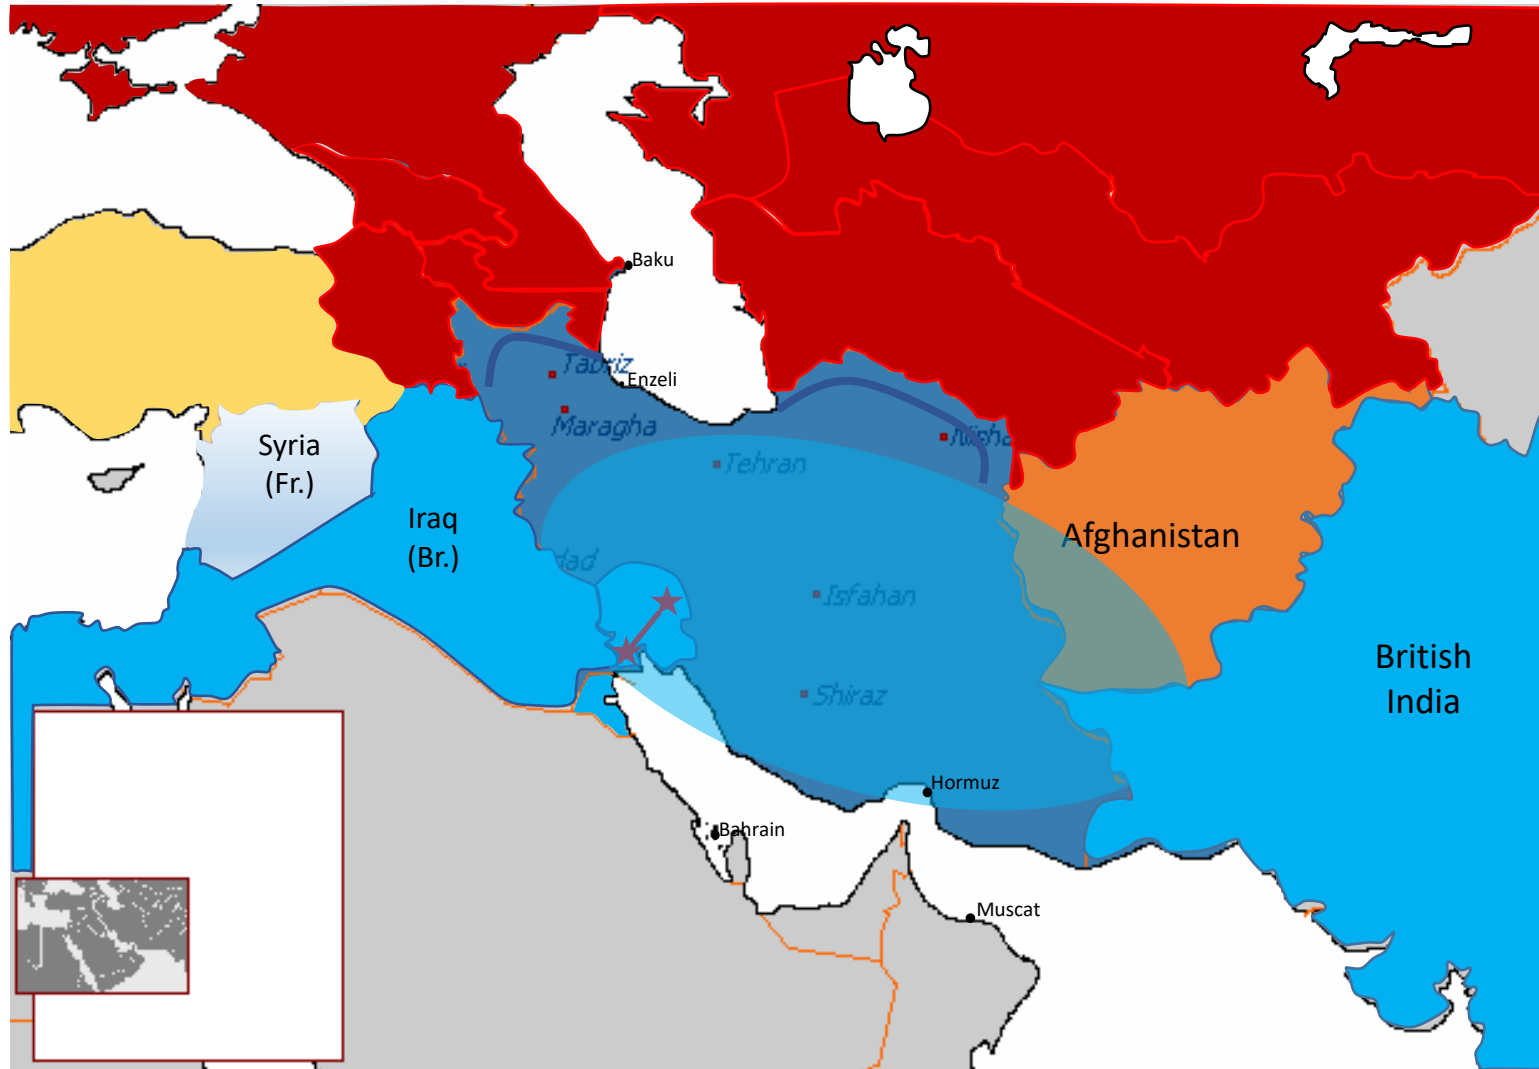 Baku
Tabriz
Enzeli
Maragha
Tehran
Syria
(Fr.)
Iraq
(Br.)
Afghanistan
Isfahan
British
India
Shiraz
Hormuz
Bahrain
Muscat